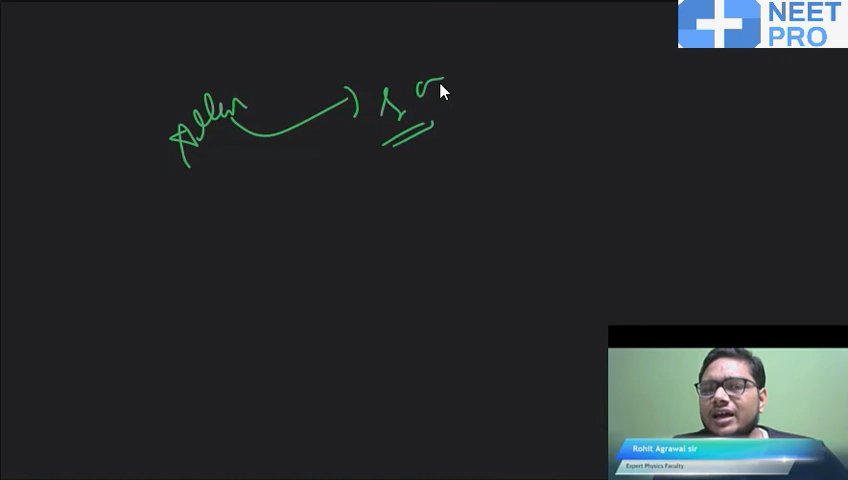 NEET
PRO
Allen
Rohit Agrawal sir
Expert Physics Faculty